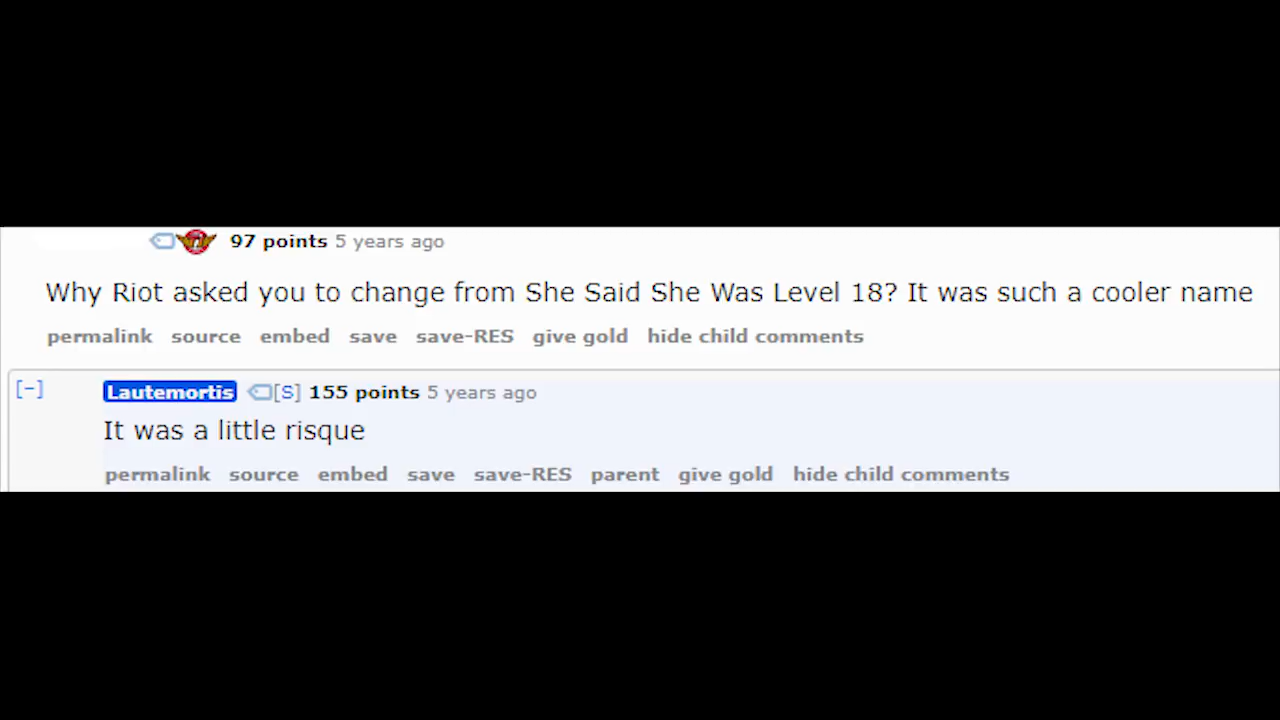 97 points 5 years ago
Why Riot asked you to change from She Said She Was Level 18? It was such a cooler name
permalink source embed save save-RES give gold hide child comments
[-] Lautemortis [S] 155 points 5 years ago
It was a little risque
permalink source embed save save-RES parent give gold hide child comments